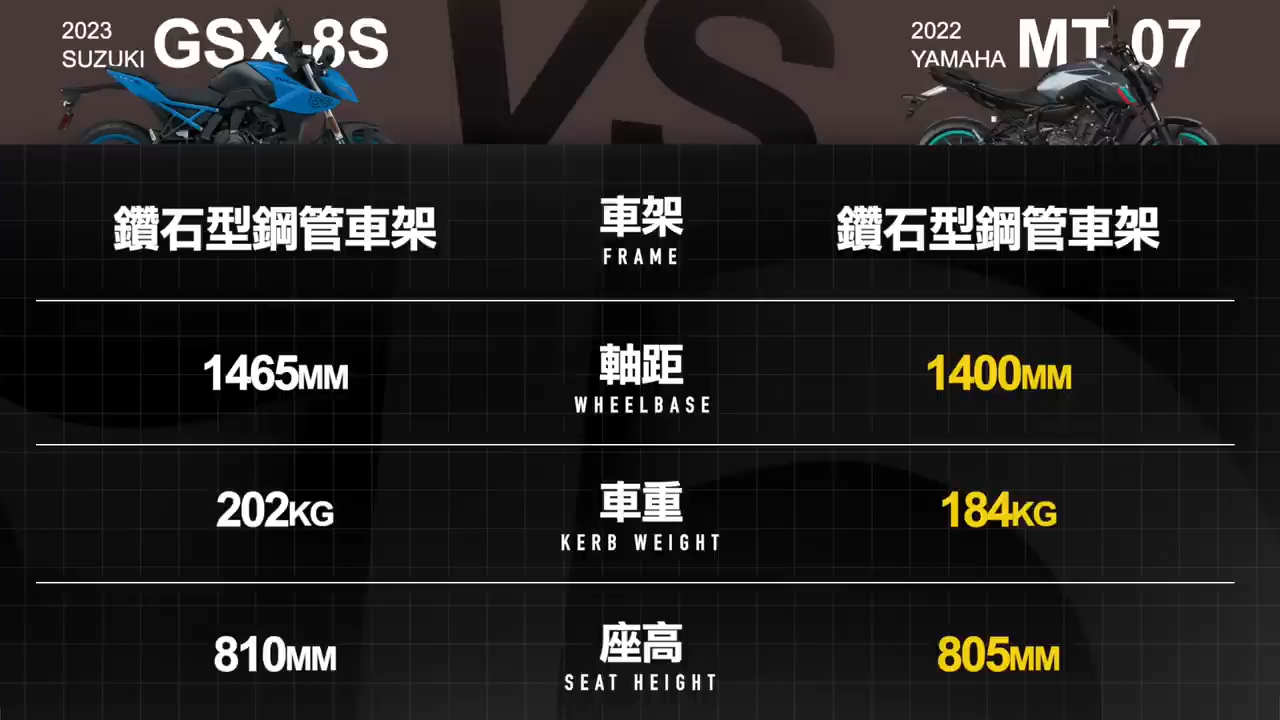 2023
SUZUKI GSX-8S
VS
2022
YAMAHA MT-07
鑽石型鋼管車架
車架
FRAME
鑽石型鋼管車架
1465MM
軸距
WHEELBASE
1400MM
202KG
車重
KERB WEIGHT
184KG
810MM
座高
SEAT HEIGHT
805MM